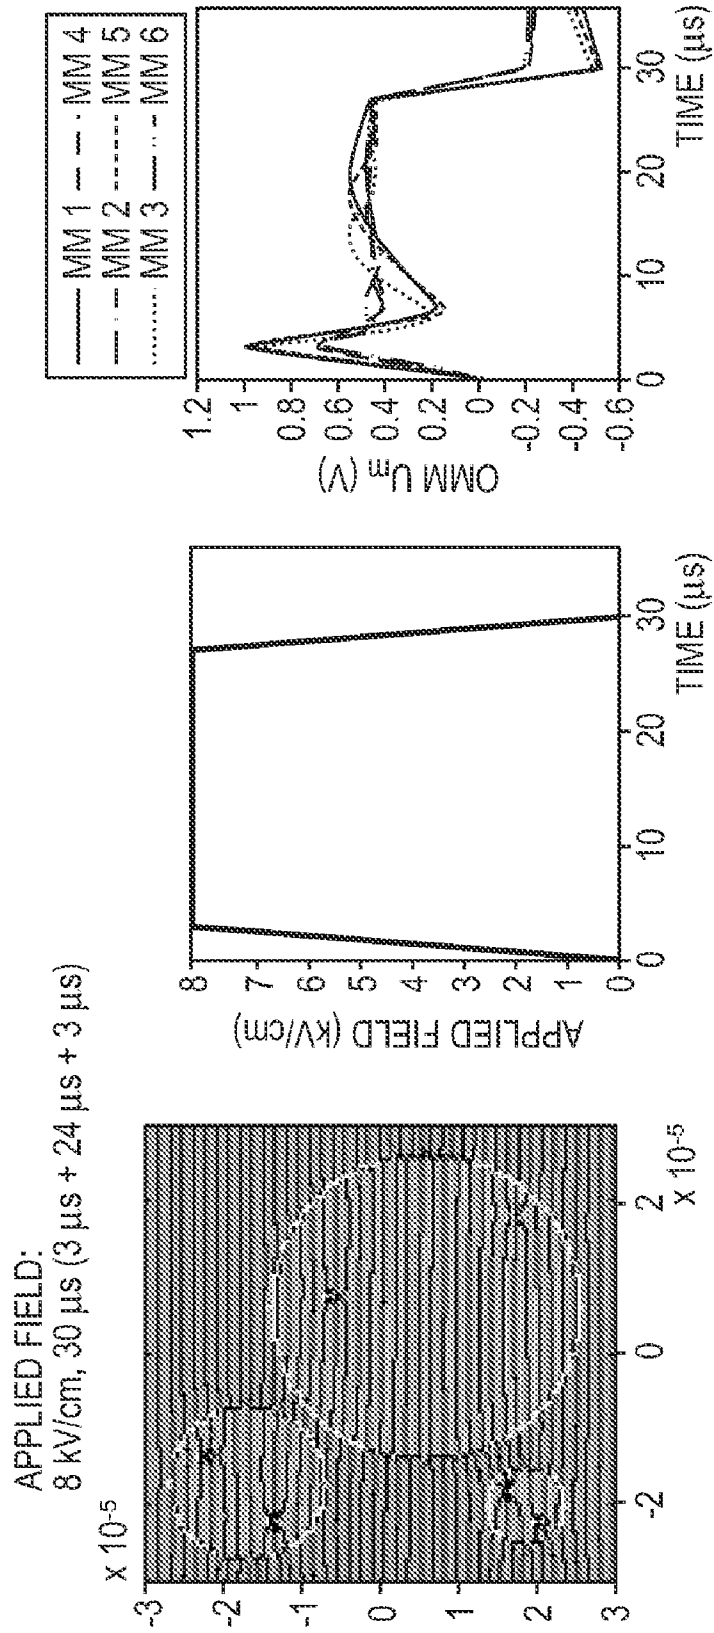 APPLIED FIELD:
8 kV/cm, 30 μs (3 μs + 24 μs + 3 μs)
x 10-5
-3
-2
-1
0
1
2
3
-2
0
2
x 10-5
APPLIED FIELD (kV/cm)
8
7
6
5
4
3
2
1
0
0
10
20
30
TIME (μs)
MM 1
MM 4
MM 2
MM 5
MM 3
MM 6
OMM Um (V)
1.2
1
0.8
0.6
0.4
0.2
0
-0.2
-0.4
-0.6
0
10
20
30
TIME (μs)